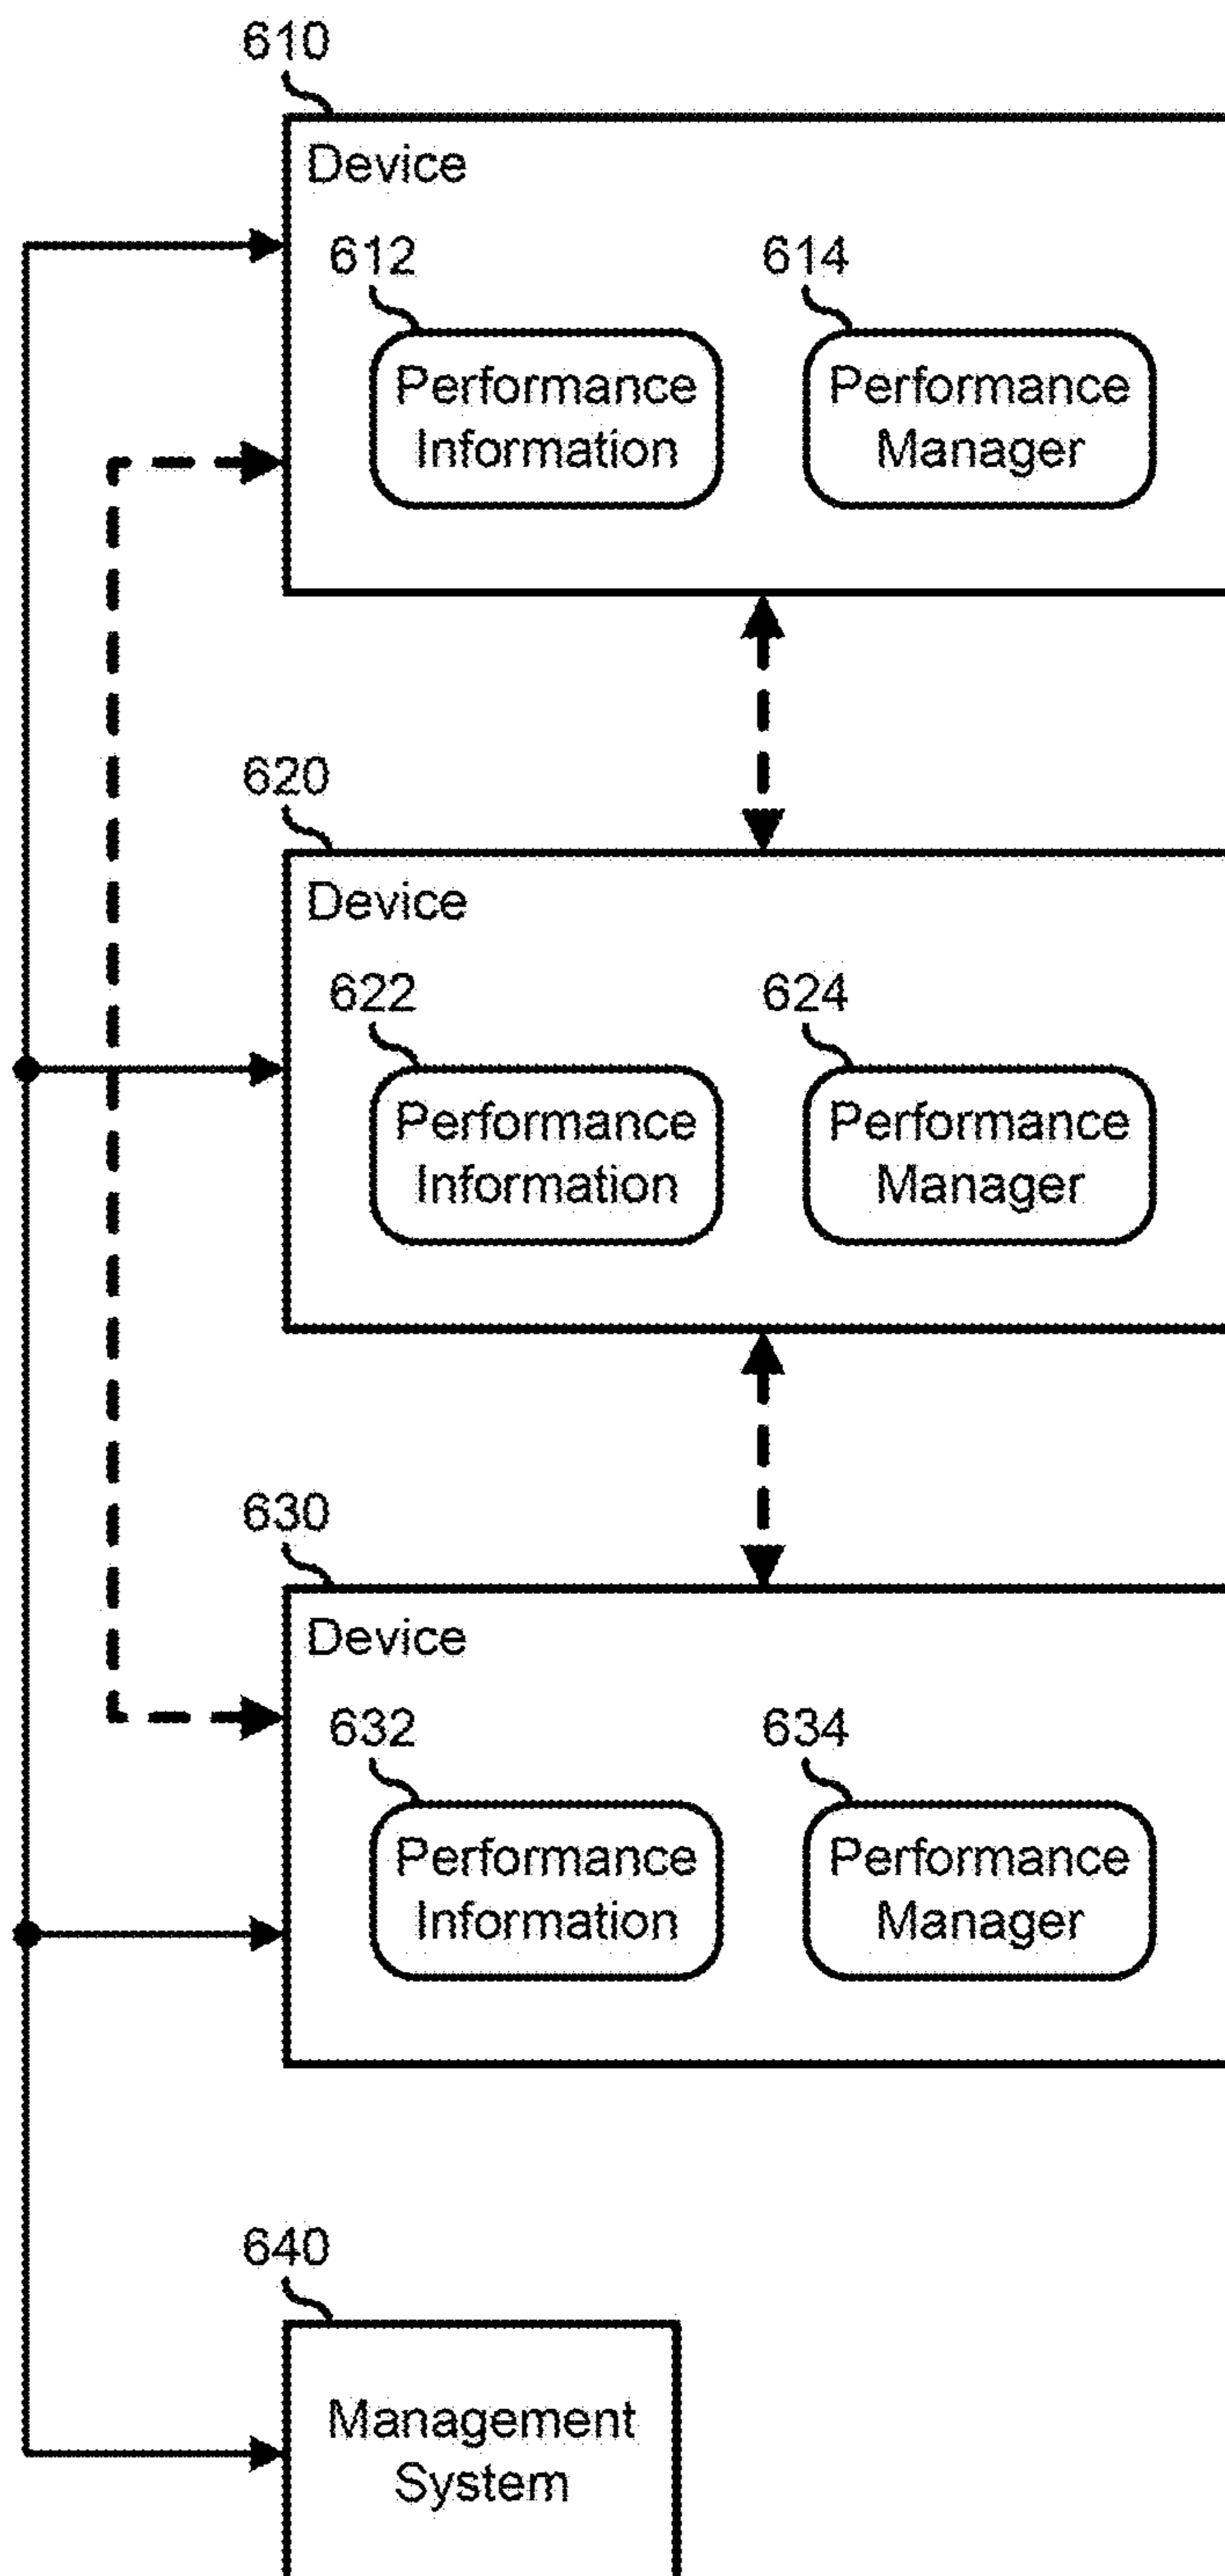 610
Device
612
614
Performance
Information
Performance
Manager
620
Device
622
624
Performance
Information
Performance
Manager
630
Device
632
634
Performance
Information
Performance
Manager
640
Management
System